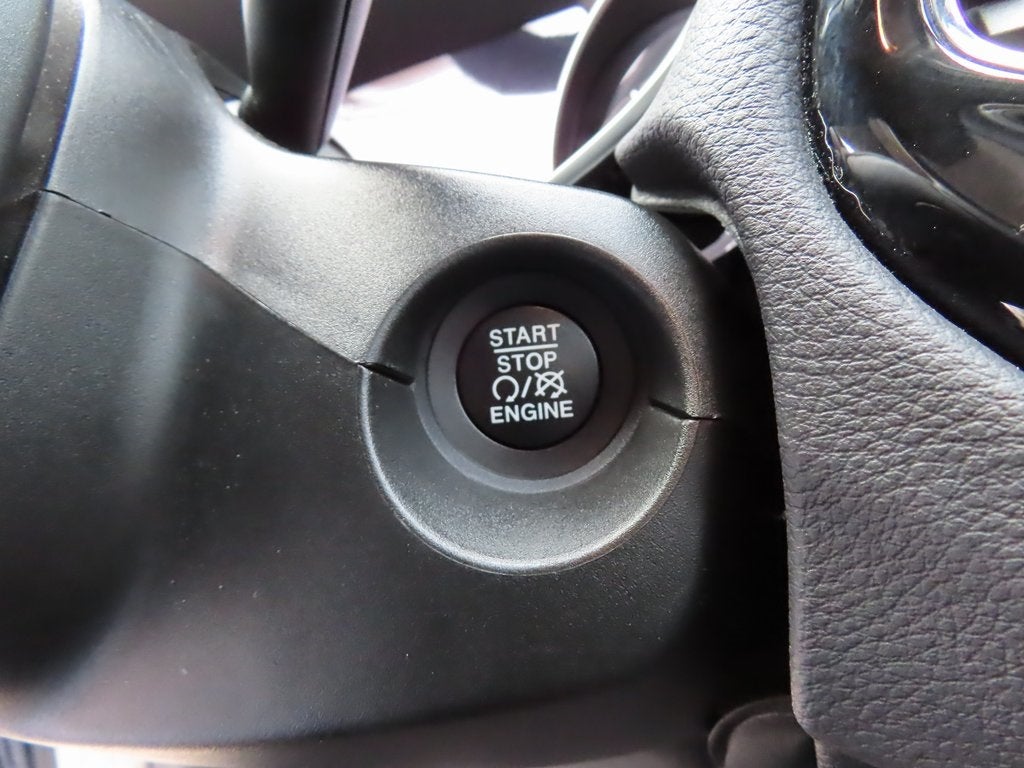 START
STOP
/
ENGINE